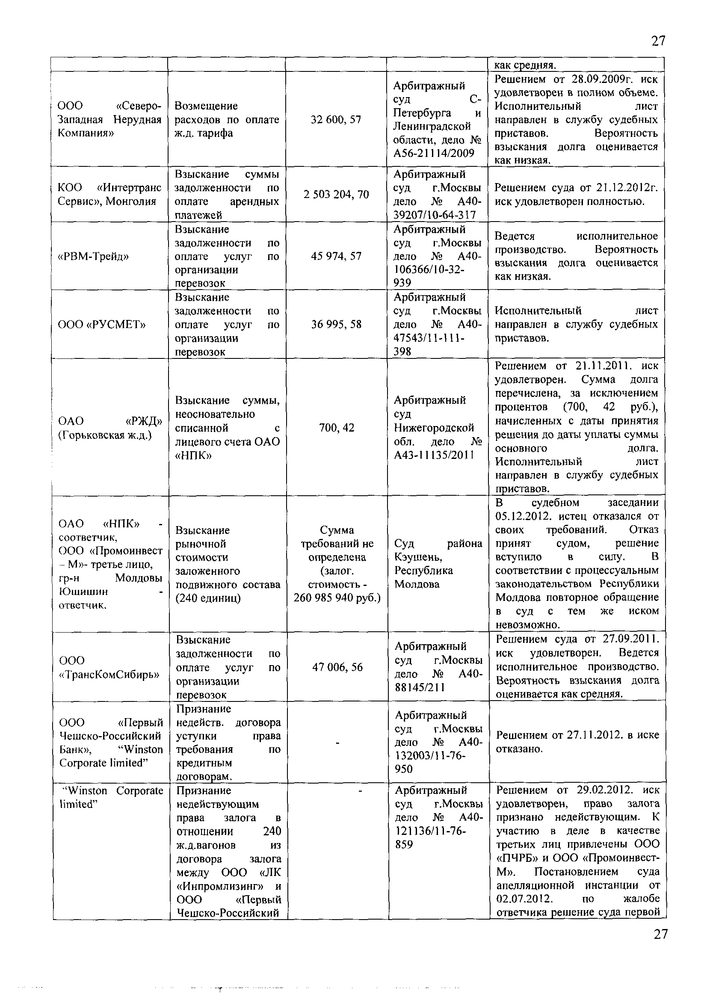 27
как средняя.
ООО «Северо-
Западная Нерудная
Компания»
Возмещение
расходов по оплате
ж.д. тарифа
32 600, 57
Арбитражный
суд С-
Петербурга и
Ленинградской
области, дело №
А56-21114/2009
Решением от 28.09.2009г. иск
удовлетворен в полном объеме.
Исполнительный лист
направлен в службу судебных
приставов. Вероятность
взыскания долга оценивается
как низкая.
КОО «Интертранс
Сервис», Монголия
Взыскание суммы
задолженности по
оплате арендных
платежей
2 503 204, 70
Арбитражный
суд г.Москвы
дело № А40-
39207/10-64-317
Решением суда от 21.12.2012г.
иск удовлетворен полностью.
«РВМ-Трейд»
Взыскание
задолженности по
оплате услуг по
организации
перевозок
45 974, 57
Арбитражный
суд г.Москвы
дело № А40-
106366/10-32-
939
Ведется исполнительное
производство. Вероятность
взыскания долга оценивается
как низкая.
ООО «РУСМЕТ»
Взыскание
задолженности по
оплате услуг по
организации
перевозок
36 995, 58
Арбитражный
суд г.Москвы
дело № А40-
47543/11-111-
398
Исполнительный лист
направлен в службу судебных
приставов.
ОАО «РЖД»
(Горьковская ж.д.)
Взыскание суммы,
неосновательно
списанной с
лицевого счета ОАО
«НПК»
700, 42
Арбитражный
суд
Нижегородской
обл. дело №
А43-11135/2011
Решением от 21.11.2011. иск
удовлетворен. Сумма долга
перечислена, за исключением
процентов (700, 42 руб.),
начисленных с даты принятия
решения до даты уплаты суммы
основного долга.
Исполнительный лист
направлен в службу судебных
приставов.
ОАО «НПК» -
соответчик,
ООО «Промоинвест
– М»- третье лицо,
гр-н Молдовы
Юшишин -
ответчик.
Взыскание
рыночной
стоимости
заложенного
подвижного состава
(240 единиц)
Сумма
требований не
определена
(залог.
стоимость -
260 985 940 руб.)
Суд района
Кэушень,
Республика
Молдова
В судебном заседании
05.12.2012. истец отказался от
своих требований. Отказ
принят судом, решение
вступило в силу. В
соответствии с процессуальным
законодательством Республики
Молдова повторное обращение
в суд с тем же иском
невозможно.
ООО
«ТрансКомСибирь»
Взыскание
задолженности по
оплате услуг по
организации
перевозок
47 006, 56
Арбитражный
суд г.Москвы
дело № А40-
88145/211
Решением суда от 27.09.2011.
иск удовлетворен. Ведется
исполнительное производство.
Вероятность взыскания долга
оценивается как средняя.
ООО «Первый
Чешско-Российский
Банк», “Winston
Corporate limited”
Признание
недейств. договора
уступки права
требования по
кредитным
договорам.
-
Арбитражный
суд г.Москвы
дело № А40-
132003/11-76-
950
Решением от 27.11.2012. в иске
отказано.
“Winston Corporate
limited”
Признание
недействующим
права залога в
отношении 240
ж.д.вагонов из
договора залога
между ООО «ЛК
«Инпромлизинг» и
ООО «Первый
Чешско-Российский
-
Арбитражный
суд г.Москвы
дело № А40-
121136/11-76-
859
Решением от 29.02.2012. иск
удовлетворен, право залога
признано недействующим. К
участию в деле в качестве
третьих лиц привлечены ООО
«ПЧРБ» и ООО «Промоинвест-
М». Постановлением суда
апелляционной инстанции от
02.07.2012. по жалобе
ответчика решение суда первой
27